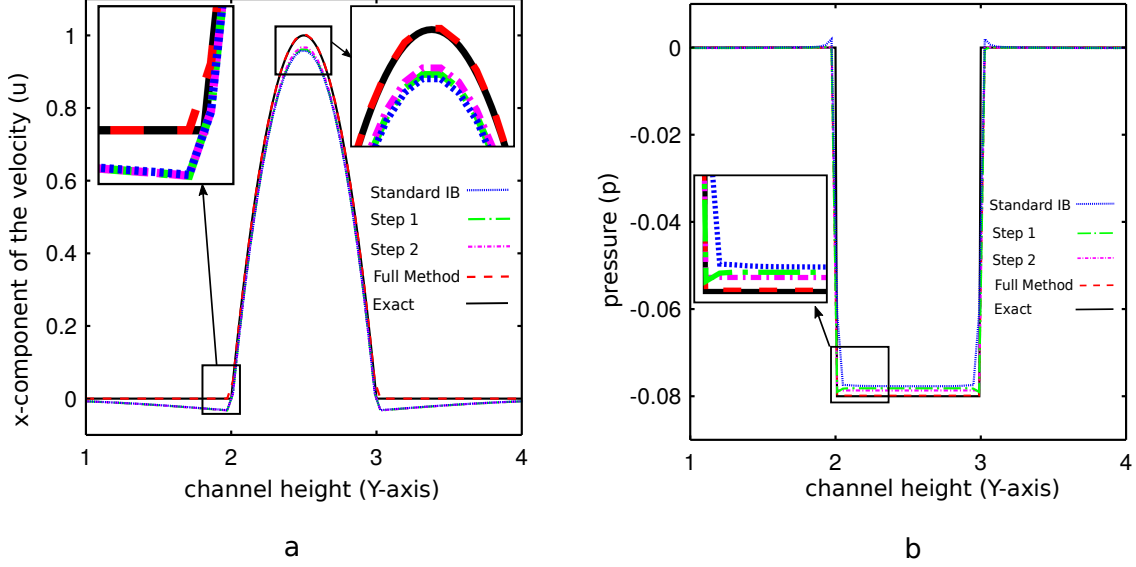 x-component of the velocity (u)
1
0.8
0.6
0.4
0.2
0
Standard IB
Step 1
Step 2
Full Method
Exact
1
2
3
4
channel height (Y-axis)
a
pressure (p)
0
-0.02
-0.04
-0.06
-0.08
Standard IB
Step 1
Step 2
Full Method
Exact
1
2
3
4
channel height (Y-axis)
b